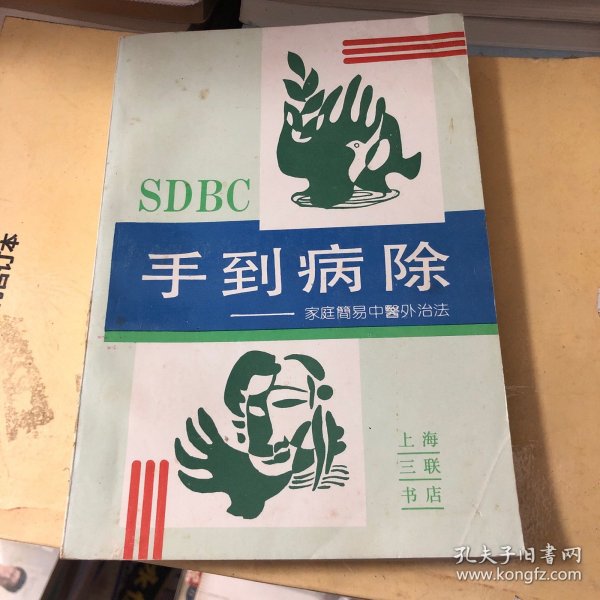 SDBC
手到病除
——家庭簡易中醫外治法
上海
三联
书店
孔夫子旧书网
www.kongfz.com